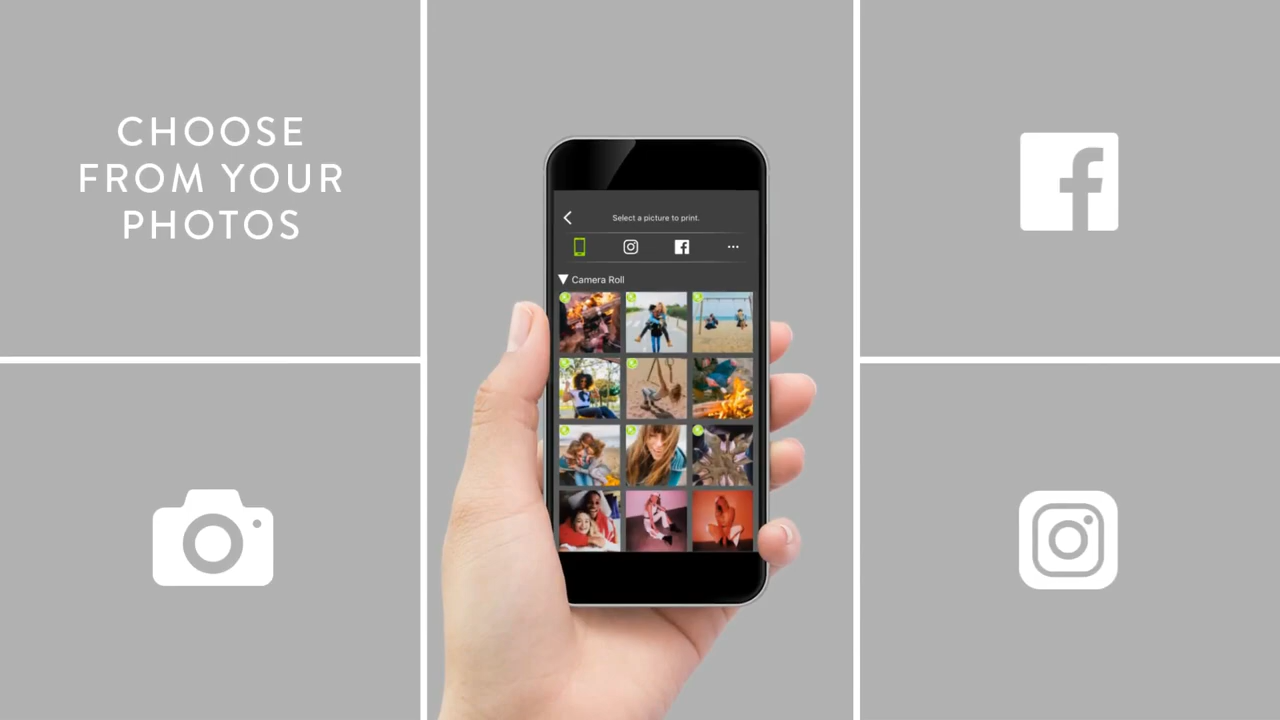 CHOOSE
FROM YOUR
PHOTOS
Select a picture to print.
Camera Roll